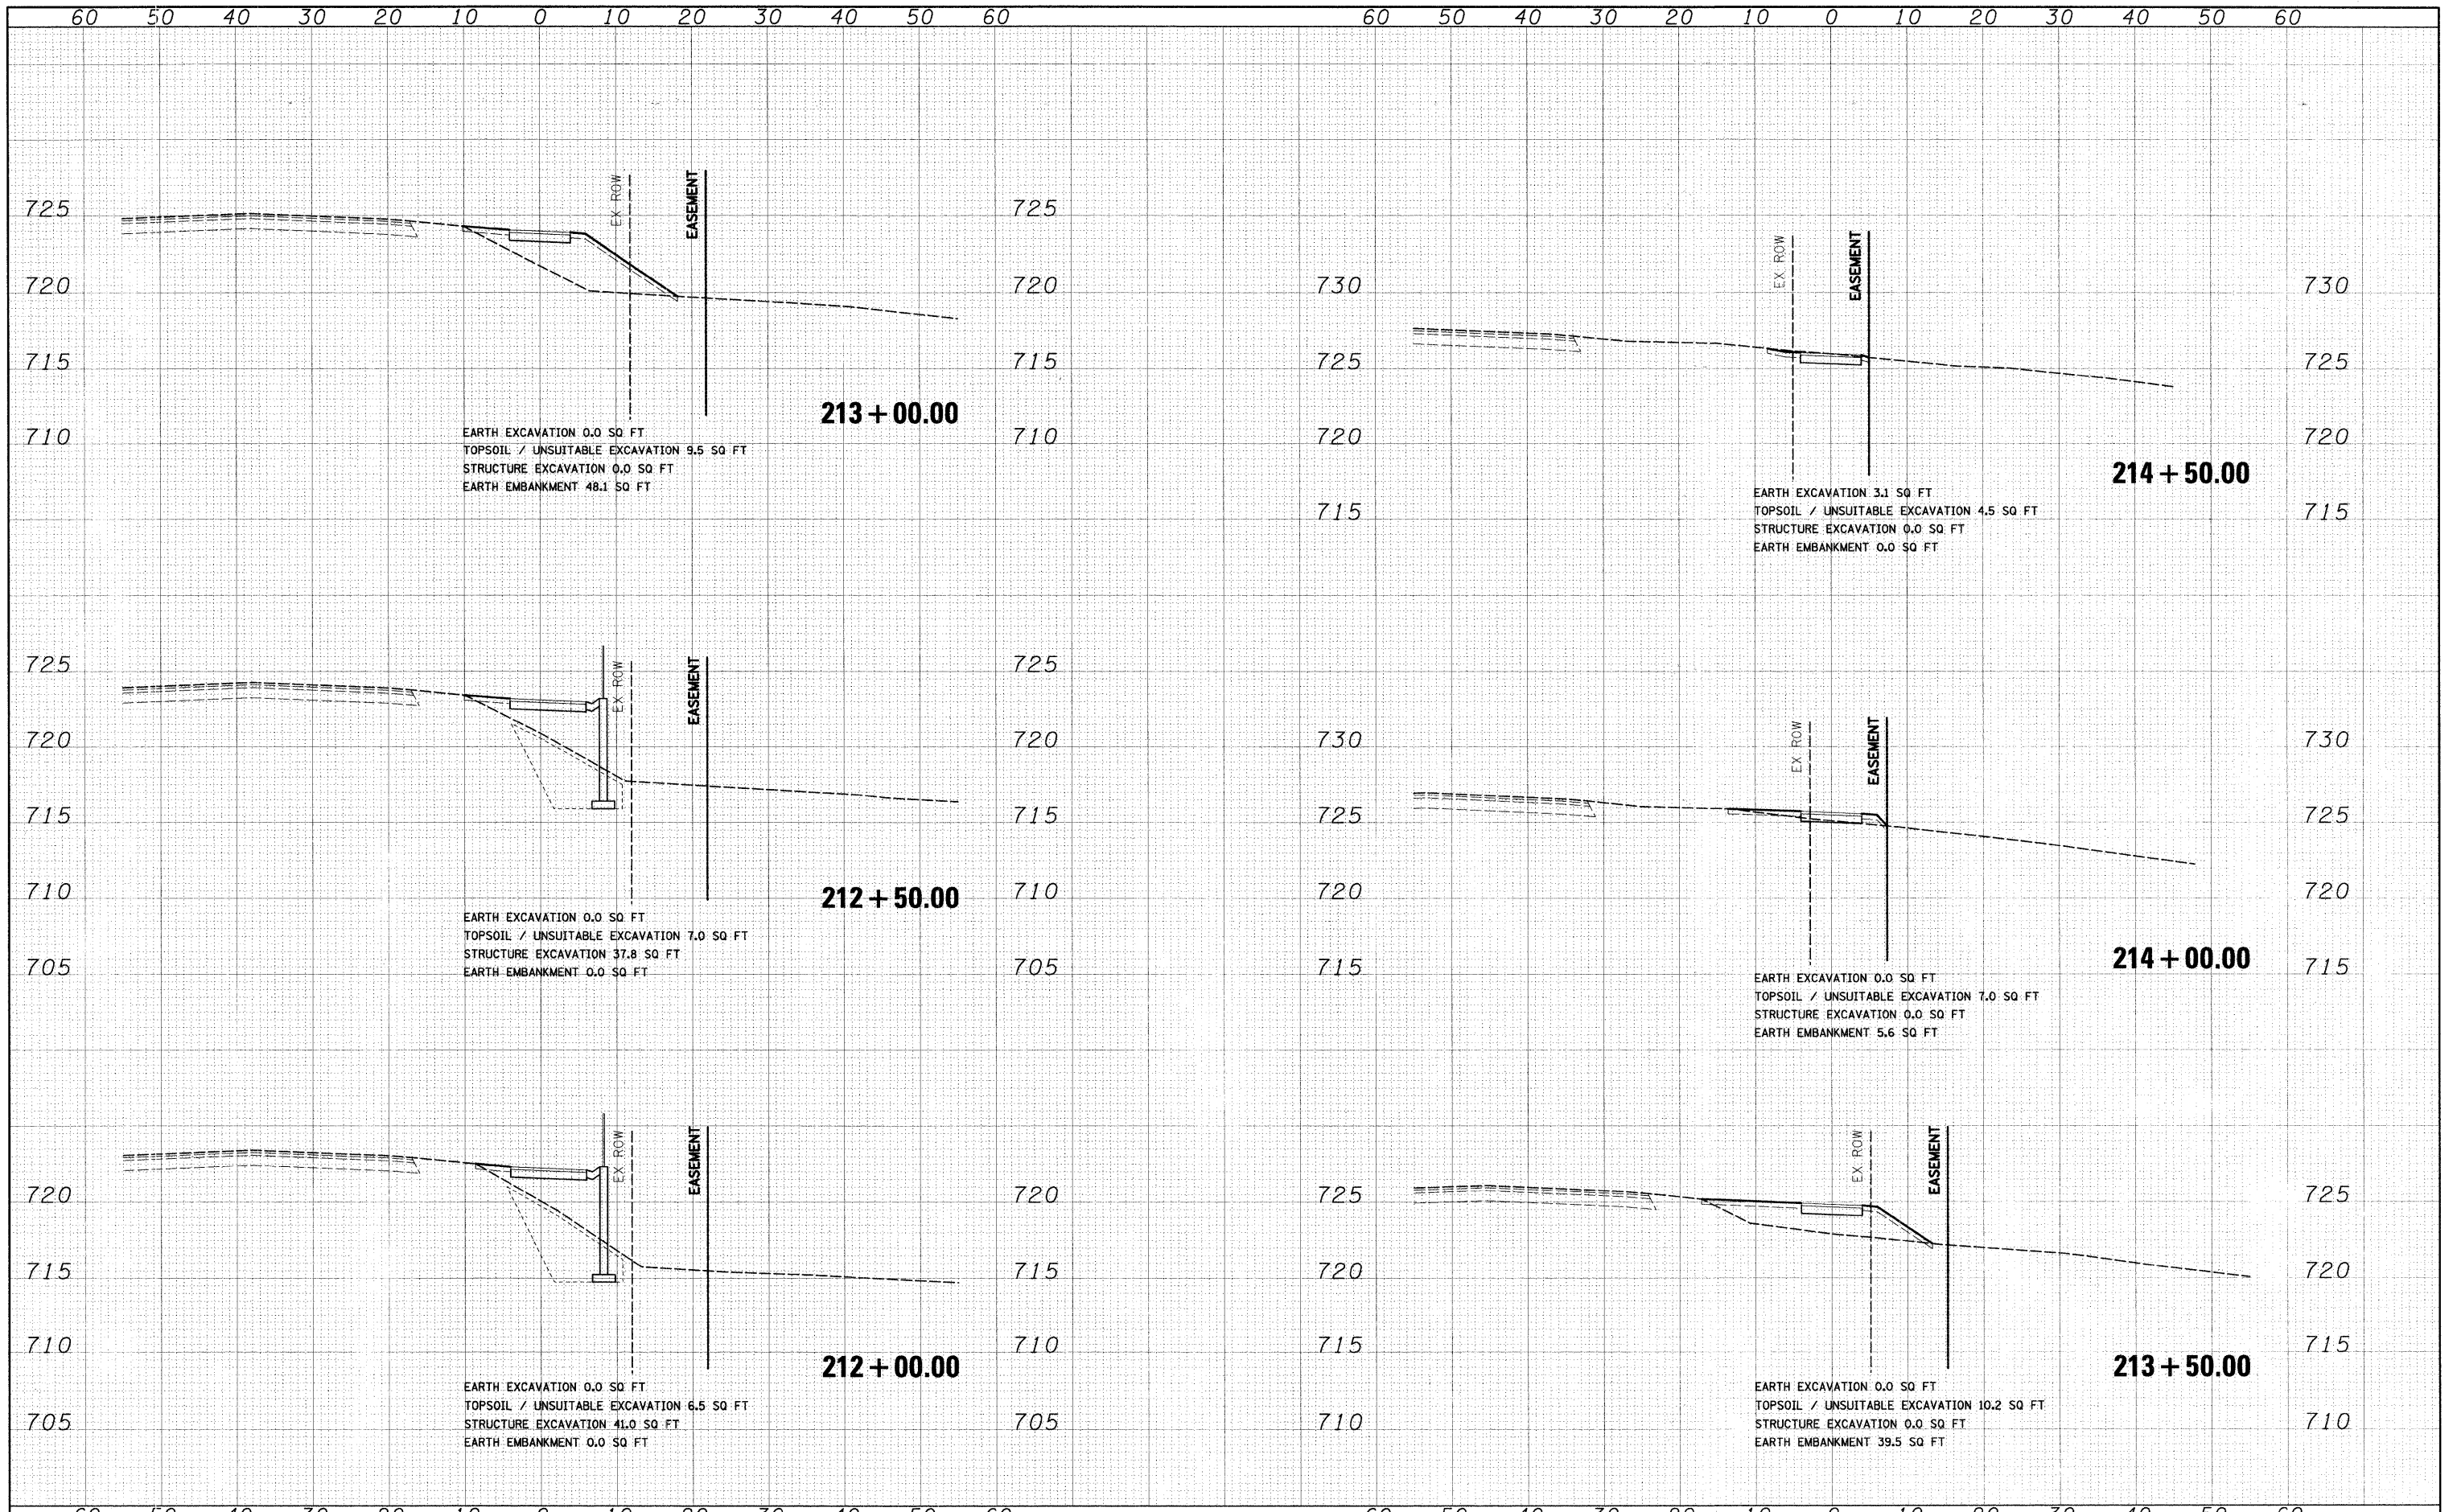 60 50 40 30 20 10 0 10 20 30 40 50 60 60 50 40 30 20 10 0 10 20 30 40 50 60
EX ROW
EASEMENT
725 725
720 720
715 715
710 710
213+00.00
EARTH EXCAVATION 0.0 SQ FT
TOPSOIL / UNSUITABLE EXCAVATION 9.5 SQ FT
STRUCTURE EXCAVATION 0.0 SQ FT
EARTH EMBANKMENT 48.1 SQ FT
EX ROW
EASEMENT
725 725
720 720
715 715
710 710
705 705
212+50.00
EARTH EXCAVATION 0.0 SQ FT
TOPSOIL / UNSUITABLE EXCAVATION 7.0 SQ FT
STRUCTURE EXCAVATION 37.8 SQ FT
EARTH EMBANKMENT 0.0 SQ FT
EX ROW
EASEMENT
720 720
715 715
710 710
705 705
212+00.00
EARTH EXCAVATION 0.0 SQ FT
TOPSOIL / UNSUITABLE EXCAVATION 6.5 SQ FT
STRUCTURE EXCAVATION 41.0 SQ FT
EARTH EMBANKMENT 0.0 SQ FT
EX ROW
EASEMENT
730 730
725 725
720 720
715 715
214+50.00
EARTH EXCAVATION 3.1 SQ FT
TOPSOIL / UNSUITABLE EXCAVATION 4.5 SQ FT
STRUCTURE EXCAVATION 0.0 SQ FT
EARTH EMBANKMENT 0.0 SQ FT
EX ROW
EASEMENT
730 730
725 725
720 720
715 715
214+00.00
EARTH EXCAVATION 0.0 SQ FT
TOPSOIL / UNSUITABLE EXCAVATION 7.0 SQ FT
STRUCTURE EXCAVATION 0.0 SQ FT
EARTH EMBANKMENT 5.6 SQ FT
EX ROW
EASEMENT
725 725
720 720
715 715
710 710
213+50.00
EARTH EXCAVATION 0.0 SQ FT
TOPSOIL / UNSUITABLE EXCAVATION 10.2 SQ FT
STRUCTURE EXCAVATION 0.0 SQ FT
EARTH EMBANKMENT 39.5 SQ FT